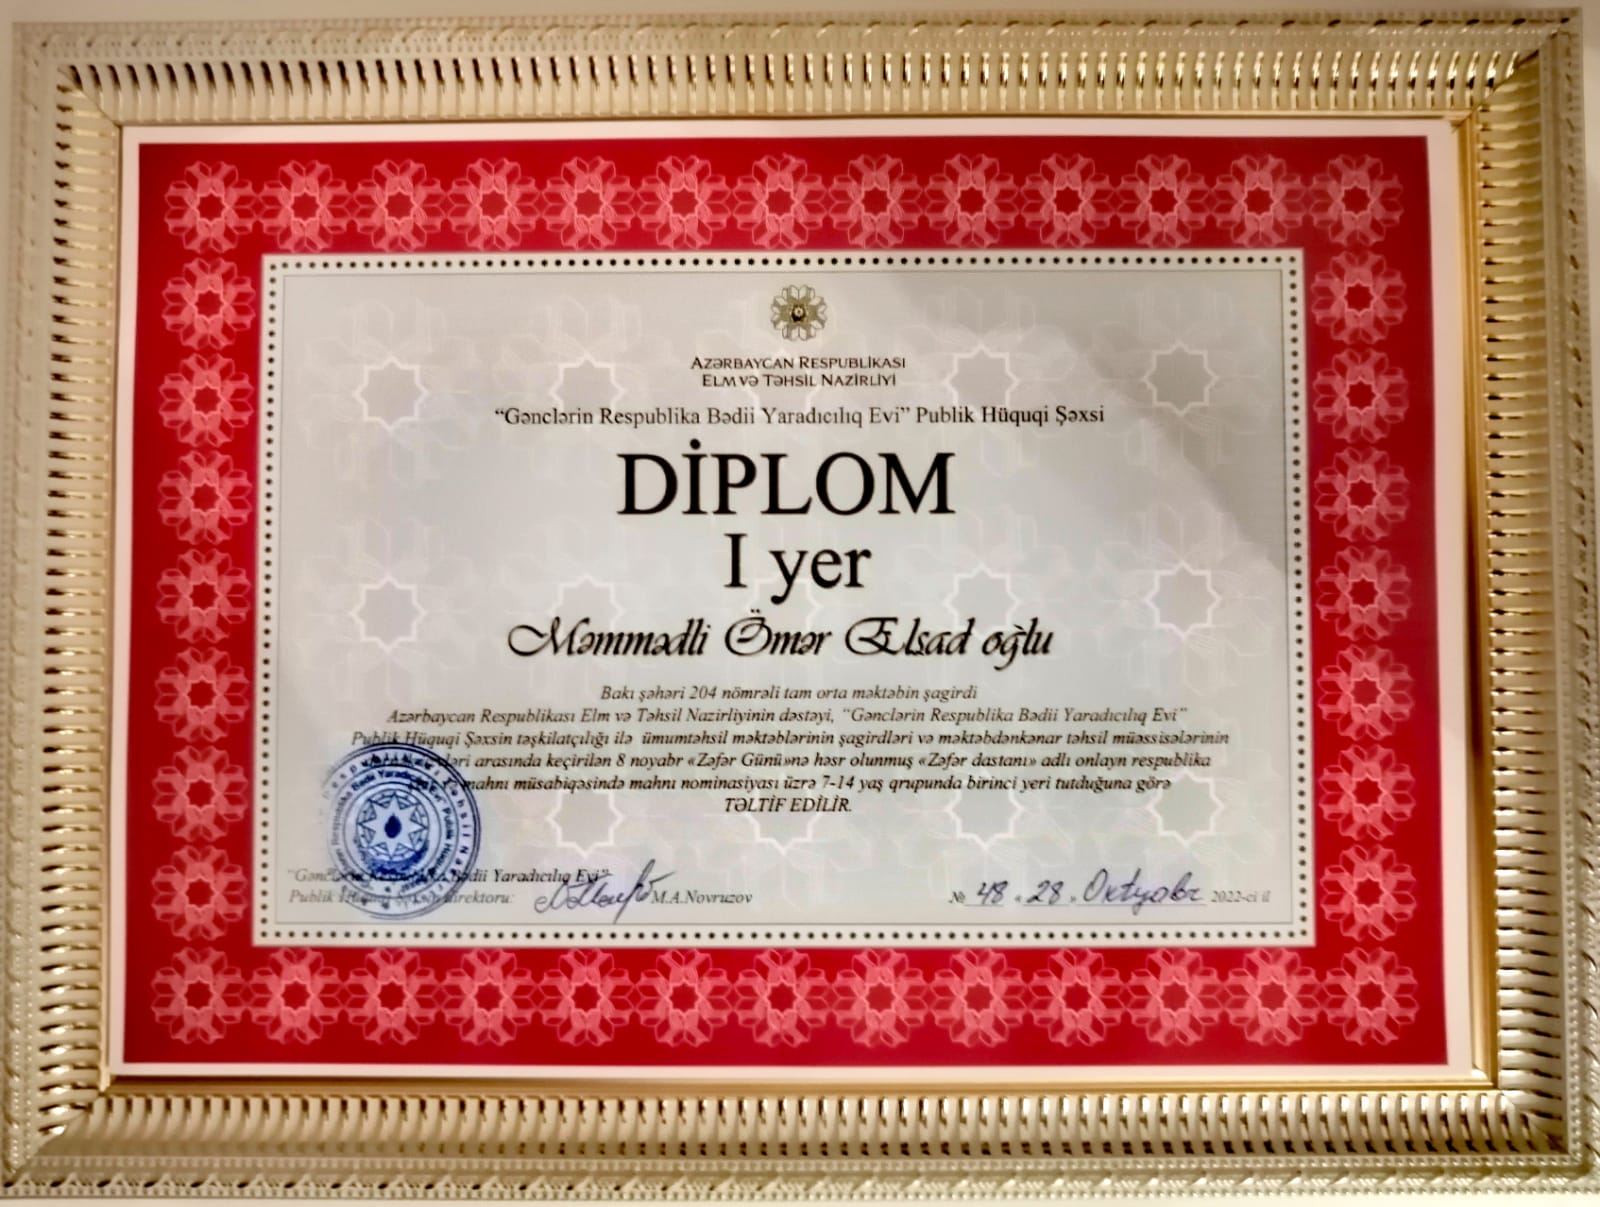 AZƏRBAYCAN RESPUBLİKASI
ELM VƏ TƏHSİL NAZİRLİYİ
“Gənclərin Respublika Bədii Yaradıcılıq Evi” Publik Hüquqi Şəxsi
DİPLOM
I yer
Məmmədli Ömər Elşad oğlu
Bakı şəhəri 204 nömrəli tam orta məktəbin şagirdi
Azərbaycan Respublikası Elm və Təhsil Nazirliyinin dəstəyi, “Gənclərin Respublika Bədii Yaradıcılıq Evi”
Publik Hüquqi Şəxsin təşkilatçılığı ilə ümumtəhsil məktəblərinin şagirdləri və məktəbdənkənar təhsil müəssisələrinin
arasında keçirilən 8 noyabr «Zəfər Günü»nə həsr olunmuş «Zəfər dastanı» adlı onlayn respublika
mahnı müsabiqəsində mahnı nominasiyası üzrə 7-14 yaş qrupunda birinci yeri tutduğuna görə
TƏLTİF EDİLİR.
“Gənclərin Respublika Bədii Yaradıcılıq Evi”
Publik Hüquqi Şəxsin direktoru: M.A.Novruzov
№ 48 «28» Oktyabr 2022-ci il